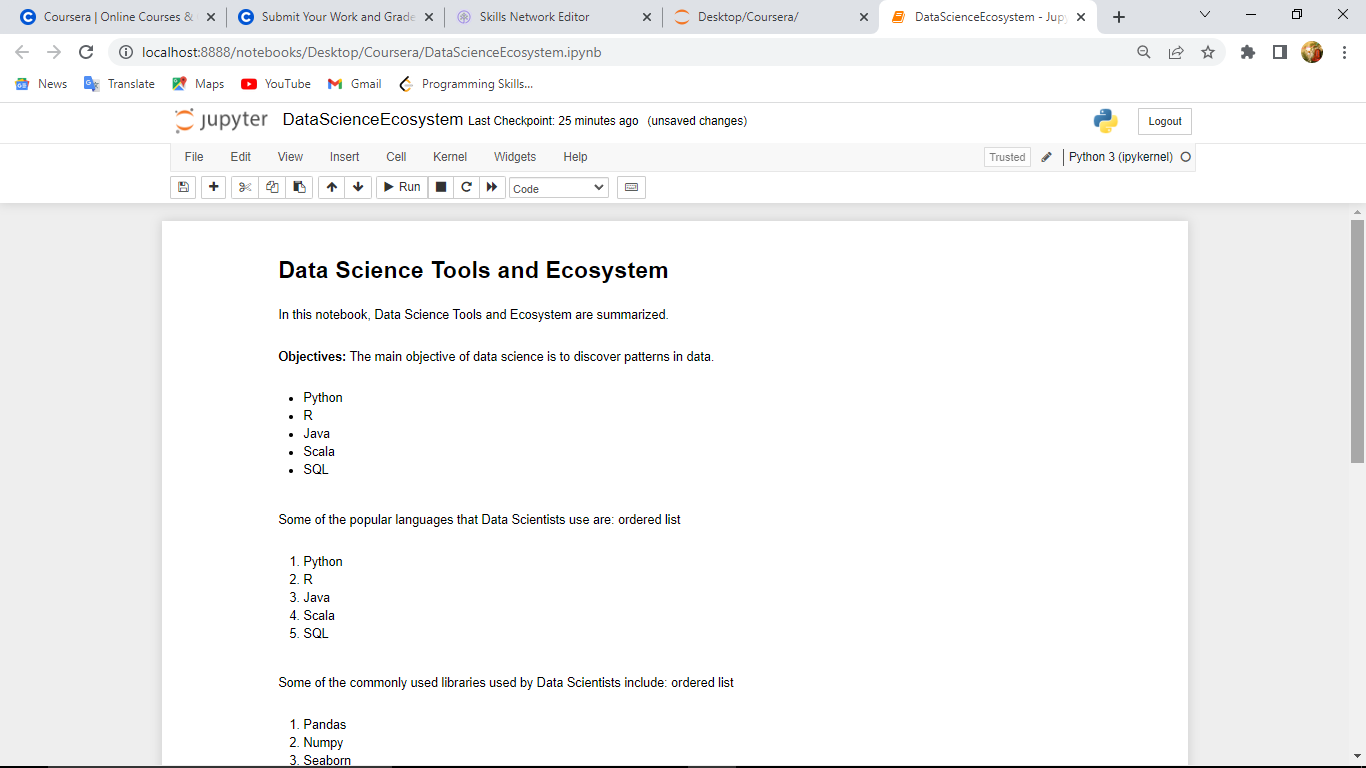 Coursera | Online Courses &
Submit Your Work and Grade
Skills Network Editor
Desktop/Coursera/
DataScienceEcosystem - Jup
localhost:8888/notebooks/Desktop/Coursera/DataScienceEcosystem.ipynb
News
Translate
Maps
YouTube
Gmail
Programming Skills...
jupyter DataScienceEcosystem Last Checkpoint: 25 minutes ago (unsaved changes)
Logout
File Edit View Insert Cell Kernel Widgets Help
Trusted
Python 3 (ipykernel)
Run
Code
Data Science Tools and Ecosystem
In this notebook, Data Science Tools and Ecosystem are summarized.
Objectives: The main objective of data science is to discover patterns in data.
• Python
• R
• Java
• Scala
• SQL
Some of the popular languages that Data Scientists use are: ordered list
1. Python
2. R
3. Java
4. Scala
5. SQL
Some of the commonly used libraries used by Data Scientists include: ordered list
1. Pandas
2. Numpy
3. Seaborn